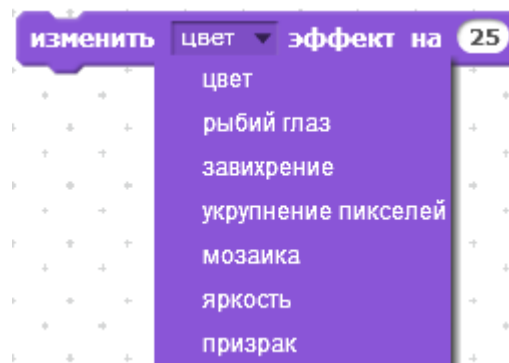 изменить цвет эффект на 25
цвет
рыбий глаз
завихрение
укрупнение пикселей
мозаика
яркость
призрак